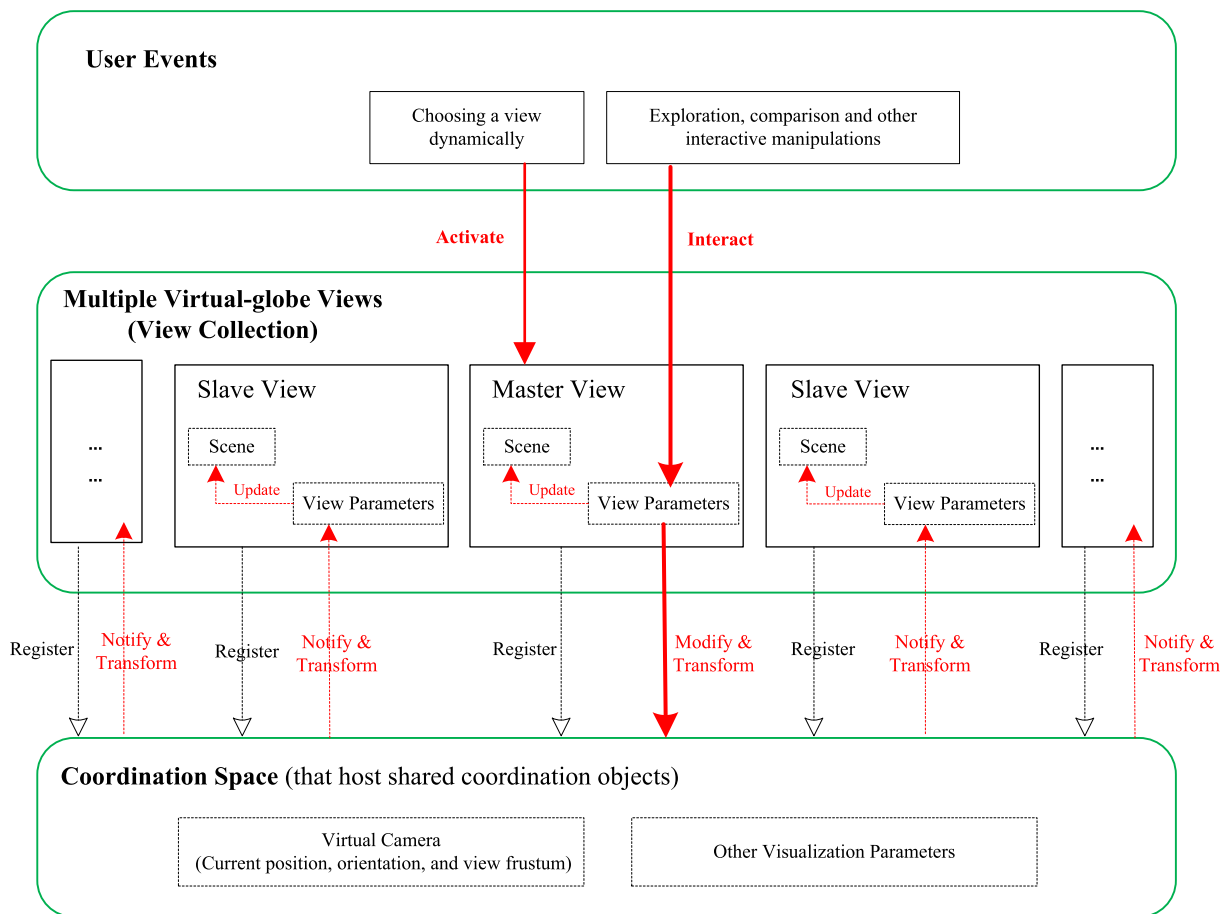 User Events
Choosing a view
dynamically
Exploration, comparison and other
interactive manipulations
Activate
Interact
Multiple Virtual-globe Views
(View Collection)
...
...
Slave View
Scene
Update
View Parameters
Master View
Scene
Update
View Parameters
Slave View
Scene
Update
View Parameters
...
...
Register
Notify &
Transform
Register
Notify &
Transform
Register
Modify &
Transform
Register
Notify &
Transform
Register
Notify &
Transform
Coordination Space (that host shared coordination objects)
Virtual Camera
(Current position, orientation, and view frustum)
Other Visualization Parameters